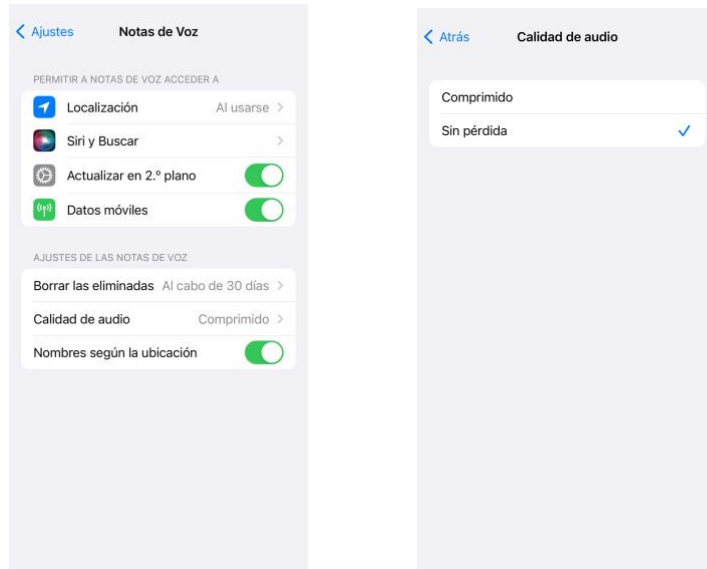 Ajustes
Notas de Voz
PERMITIR A NOTAS DE VOZ ACCEDER A
Localización Al usarse
Siri y Buscar
Actualizar en 2.º plano
Datos móviles
AJUSTES DE LAS NOTAS DE VOZ
Borrar las eliminadas Al cabo de 30 días
Calidad de audio Comprimido
Nombres según la ubicación
Atrás
Calidad de audio
Comprimido
Sin pérdida